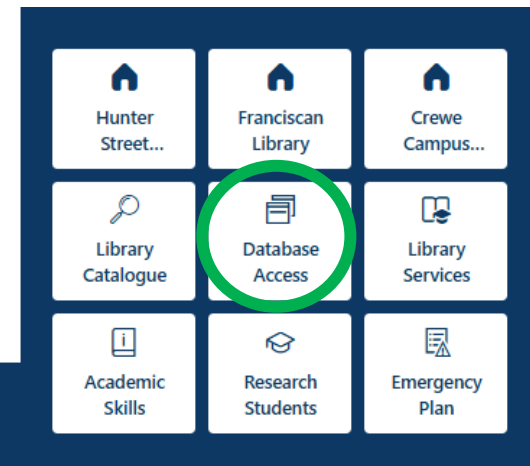 Hunter
Street...
Franciscan
Library
Crewe
Campus...
Library
Catalogue
Database
Access
Library
Services
Academic
Skills
Research
Students
Emergency
Plan